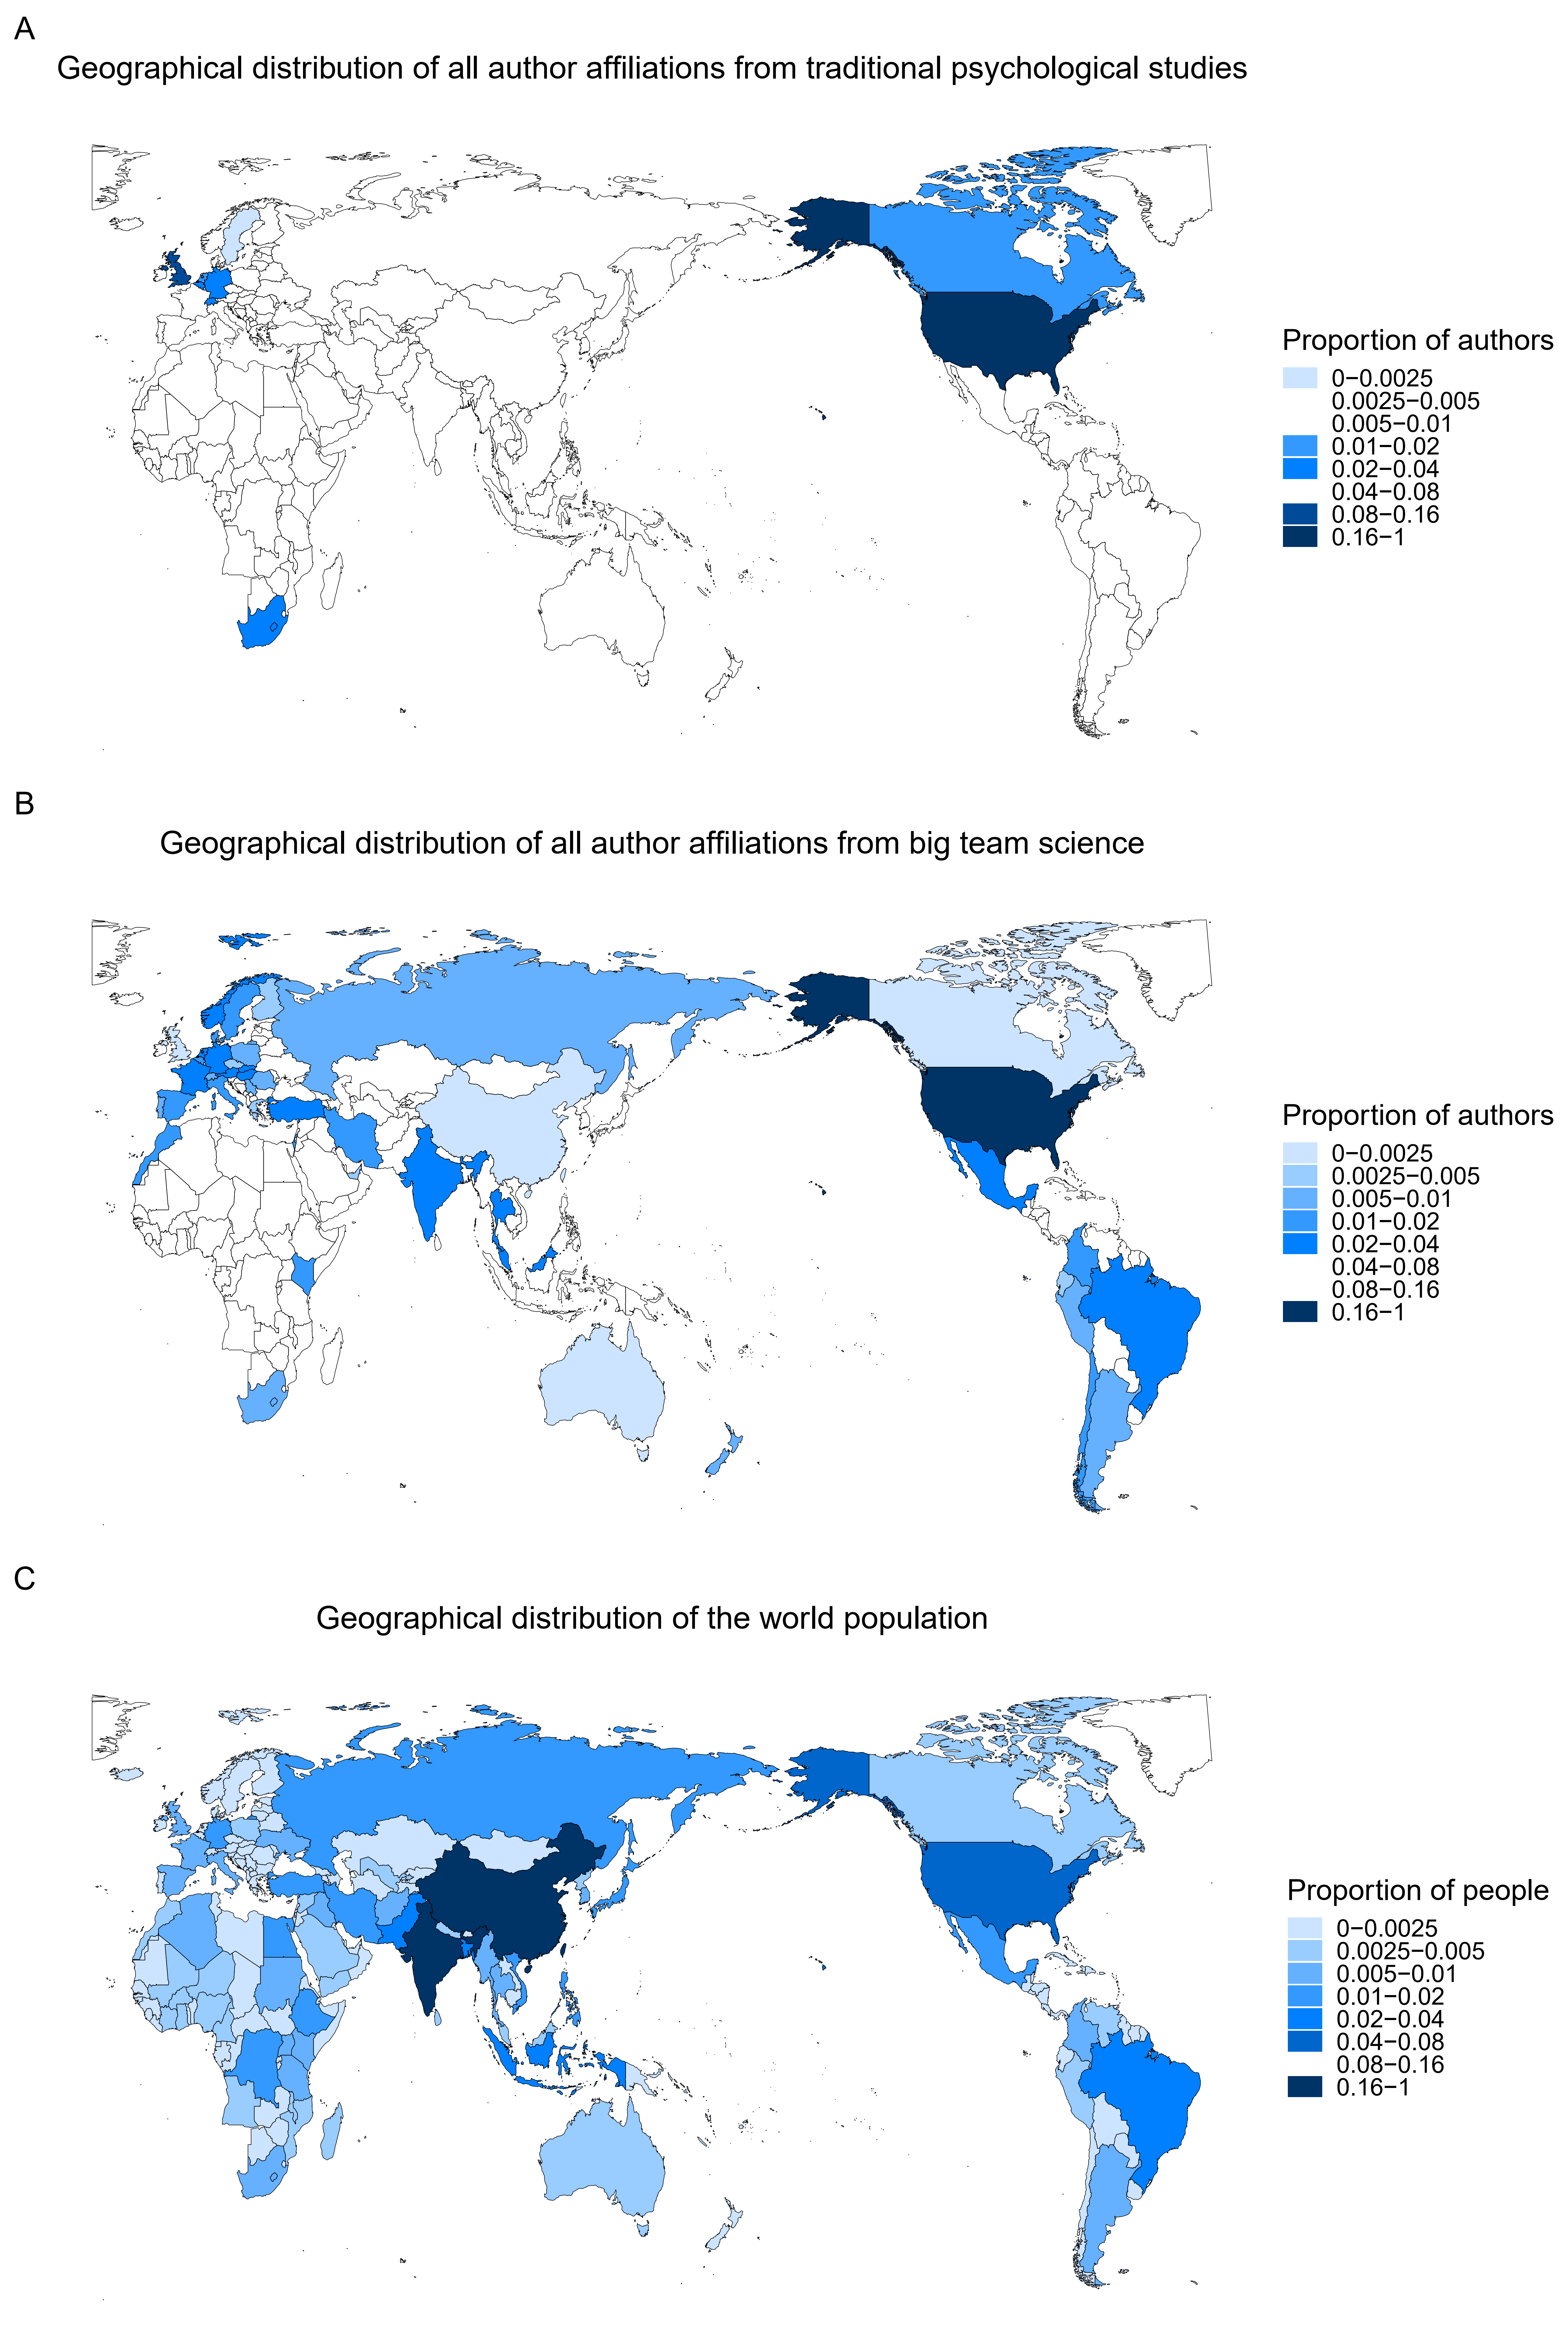 A
Geographical distribution of all author affiliations from traditional psychological studies
Proportion of authors
0−0.0025
0.0025−0.005
0.005−0.01
0.01−0.02
0.02−0.04
0.04−0.08
0.08−0.16
0.16−1
B
Geographical distribution of all author affiliations from big team science
Proportion of authors
0−0.0025
0.0025−0.005
0.005−0.01
0.01−0.02
0.02−0.04
0.04−0.08
0.08−0.16
0.16−1
C
Geographical distribution of the world population
Proportion of people
0−0.0025
0.0025−0.005
0.005−0.01
0.01−0.02
0.02−0.04
0.04−0.08
0.08−0.16
0.16−1